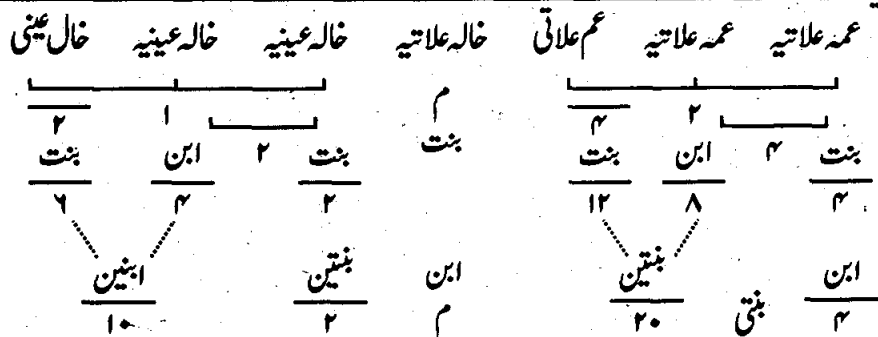 عمہ علاتیہ عمہ علاتیہ عم علاتی خالہ علاتیہ خالہ عینیہ خالہ عینیہ خال عینی
۲ ۴ م ۱ ۲
۴ ۲
بنت ابن بنت بنت بنت ابن بنت
۴ ۸ ۱۲ ۲ ۴ ۶
ابن بنتی بنتین ابن بنتین ابنین
۴ ۲۰ م ۲ ۱۰